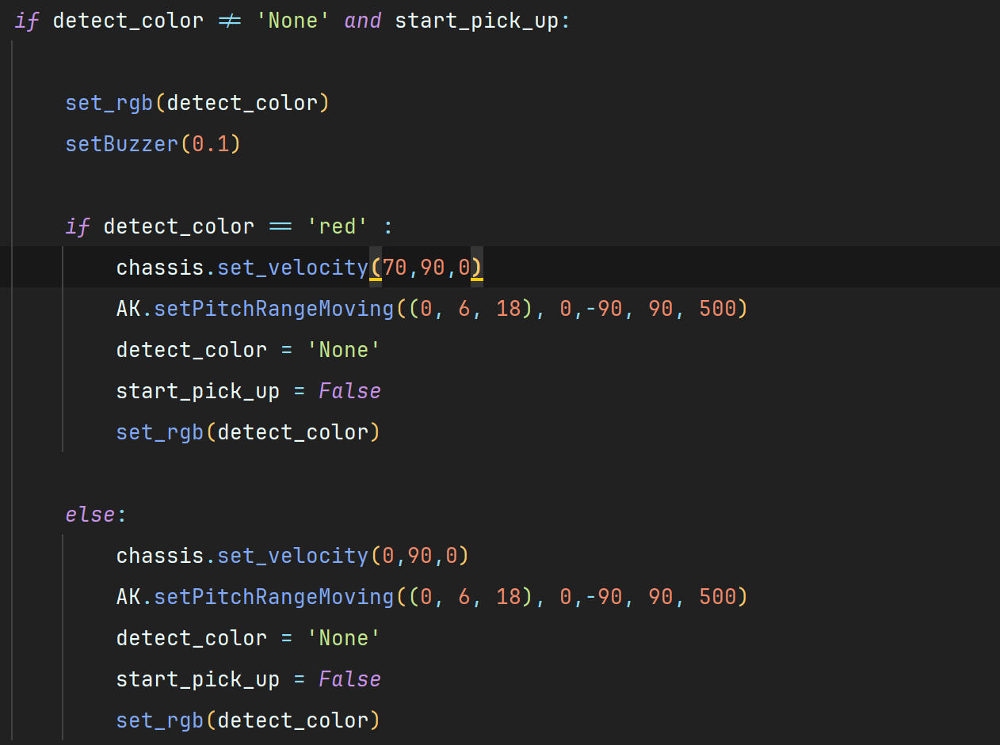 if detect_color != 'None' and start_pick_up:
set_rgb(detect_color)
setBuzzer(0.1)
if detect_color == 'red' :
chassis.set_velocity(70,90,0)
AK.setPitchRangeMoving((0, 6, 18), 0,-90, 90, 500)
detect_color = 'None'
start_pick_up = False
set_rgb(detect_color)
else:
chassis.set_velocity(0,90,0)
AK.setPitchRangeMoving((0, 6, 18), 0,-90, 90, 500)
detect_color = 'None'
start_pick_up = False
set_rgb(detect_color)